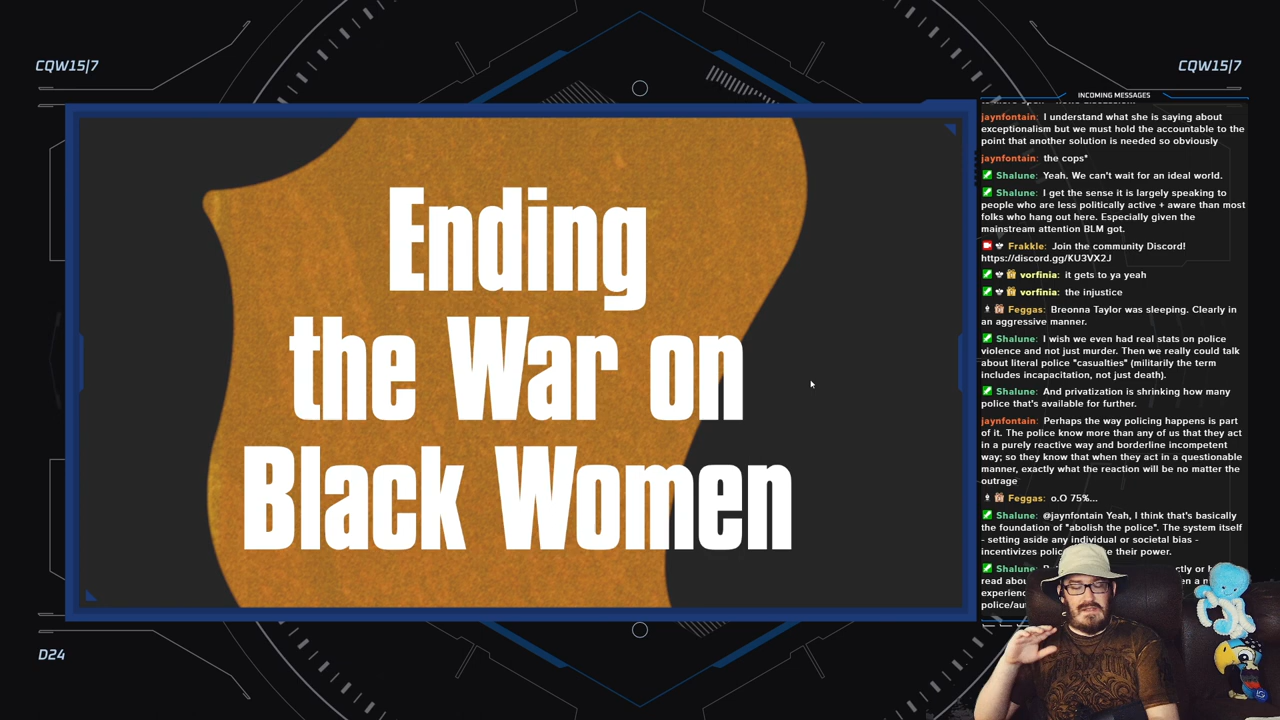 CQW15|7
CQW15|7
INCOMING MESSAGES
jaynfontain: I understand what she is saying about
exceptionalism but we must hold the accountable to the
point that another solution is needed so obviously
jaynfontain: the cops*
Shalune: Yeah, We can't wait for an ideal world.
Shalune: I get the sense it is largely speaking to
people who are less politically active + aware than most
folks who hang out here. Especially given the
mainstream attention BLM got.
Frakkle: Join the community Discord!
https://discord.gg/KU3VX2J
vorfinia: it gets to ya yeah
vorfinia: the injustice
Feggas: Breonna Taylor was sleeping. Clearly in
an aggressive manner.
Shalune: I wish we even had real stats on police
violence and not just murder. Then we really could talk
about literal police "casualties" (militarily the term
includes incapacitation, not just death).
Shalune: And privatization is shrinking how many
police that's available for further.
jaynfontain: Perhaps the way policing happens is part
of it. The police know more than any of us that they act
in a purely reactive way and borderline incompetent
way; so they know that when they act in a questionable
manner, exactly what the reaction will be no matter the
outrage
Feggas: o.O 75%...
Shalune: @jaynfontain Yeah, I think that's basically
the foundation of "abolish the police". The system itself
- setting aside any individual or societal bias -
incentivizes their power.
Shalune:
read
Ending
the War on
Black Women
D24